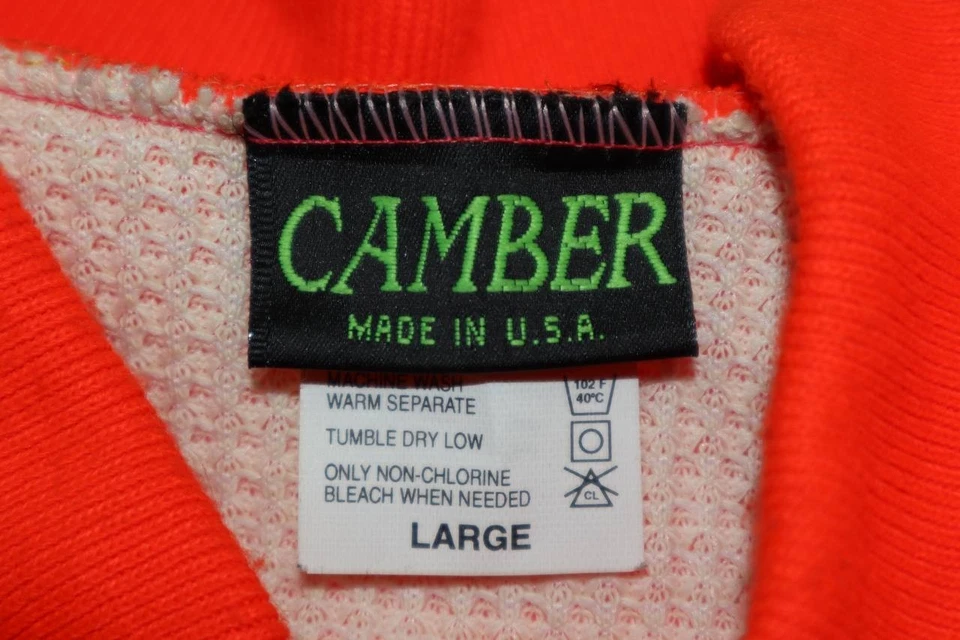 CAMBER
MADE IN U.S.A.
MACHINE WASH
WARM SEPARATE
102 F
40ºC
TUMBLE DRY LOW
ONLY NON-CHLORINE
BLEACH WHEN NEEDED
CL
LARGE